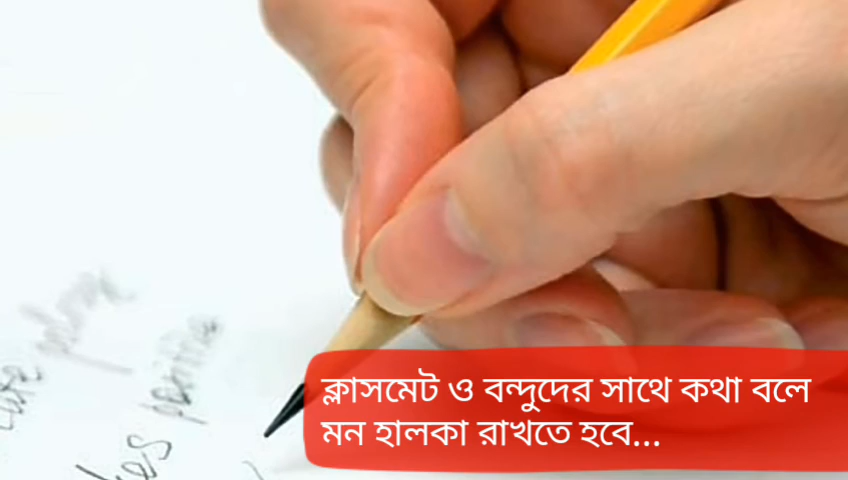 ক্লাসমেট ও বন্দুদের সাথে কথা বলে
মন হালকা রাখতে হবে...